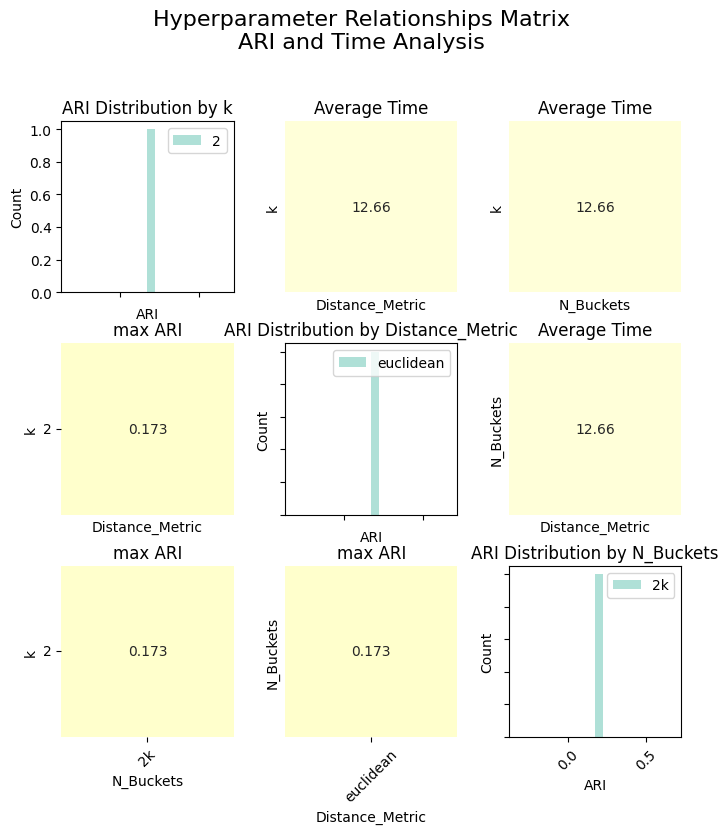 Hyperparameter Relationships Matrix
ARI and Time Analysis
ARI Distribution by k
1.0
0.8
0.6
0.4
0.2
0.0
Count
2
ARI
Average Time
k
12.66
Distance_Metric
Average Time
k
12.66
N_Buckets
max ARI
k
2
0.173
Distance_Metric
ARI Distribution by Distance_Metric
Count
euclidean
ARI
Average Time
N_Buckets
12.66
Distance_Metric
max ARI
k
2
0.173
2k
N_Buckets
max ARI
N_Buckets
0.173
euclidean
Distance_Metric
ARI Distribution by N_Buckets
Count
2k
0.0
0.5
ARI